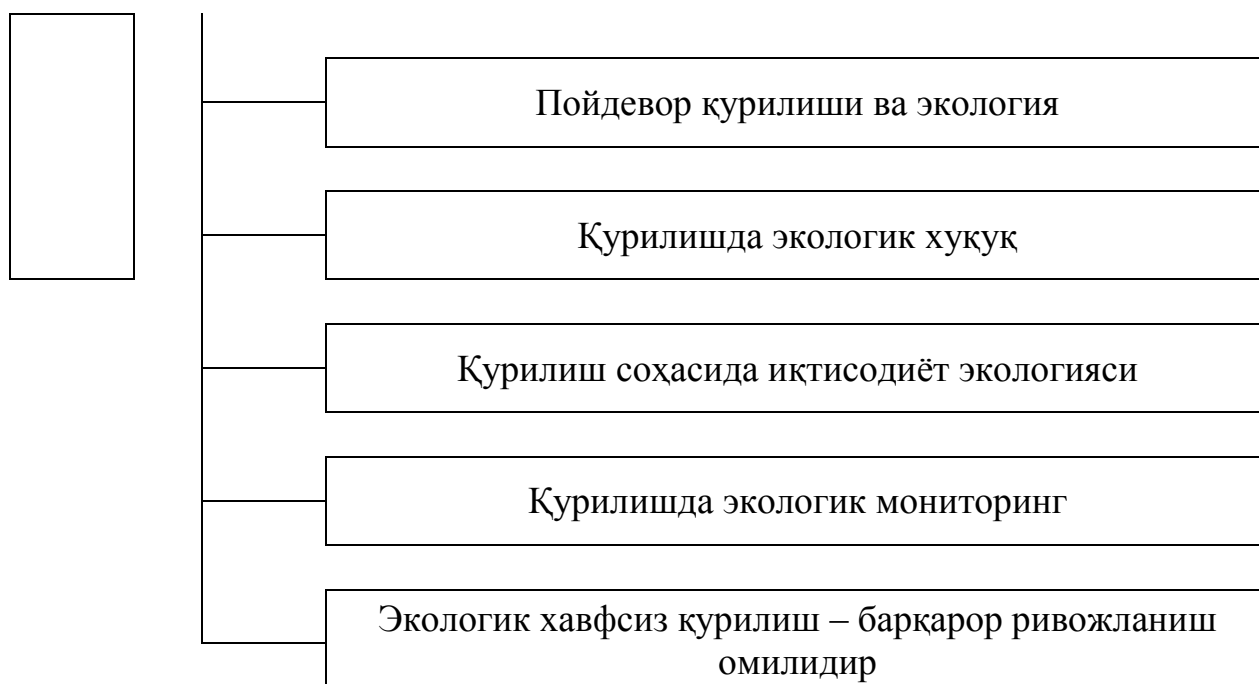 Пойдевор қурилиши ва экология
Қурилишда экологик хуқуқ
Қурилиш соҳасида иқтисодиёт экологияси
Қурилишда экологик мониторинг
Экологик хавфсиз қурилиш – барқарор ривожланиш
омилидир